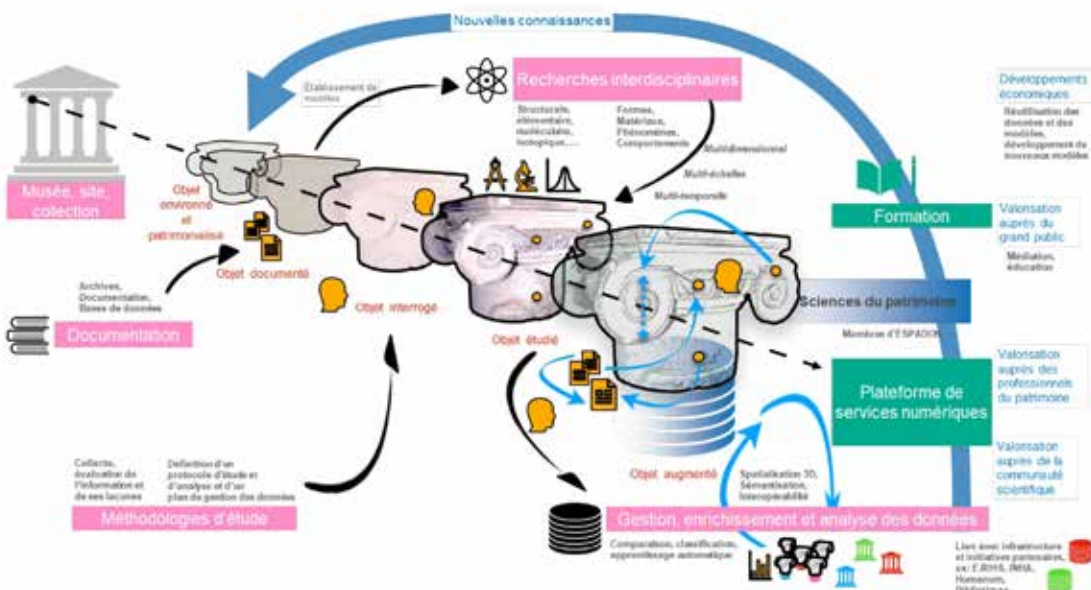 Nouvelles connaissances
Établissement de
modèles
Recherches interdisciplinaires
Structurale,
élémentaire,
moléculaire,
isotopique,...
Formes,
Matériaux,
Phénomènes,
Comportements
Multidimensionnel
Multi-échelles
Multi-temporelle
Développements
économiques
Réutilisation des
données et des
modèles,
développement de
nouveaux modèles
Musée, site,
collection
Objet
environné
et
patrimonialisé
Objet documenté
Archives,
Documentation,
Bases de données
Documentation
Objet interrogé
Objet étudié
Formation
Valorisation
auprès du
grand public
Médiation,
éducation
Sciences du patrimoine
Membres d'ESPADON
Plateforme de
services numériques
Valorisation
auprès des
professionnels
du patrimoine
Valorisation
auprès de la
communauté
scientifique
Collecte,
évaluation de
l'information et
de ses lacunes
Définition d'un
protocole d'étude et
d'analyse et d'un
plan de gestion des données
Méthodologies d'étude
Objet augmenté
Spatialisation 3D,
Sémantisation,
Interopérabilité
Gestion, enrichissement et analyse des données
Comparaison, classification,
apprentissage automatique
Lien avec infrastructure
et initiatives partenaires,
ex: E-RIHS, INHA,
Humanum,